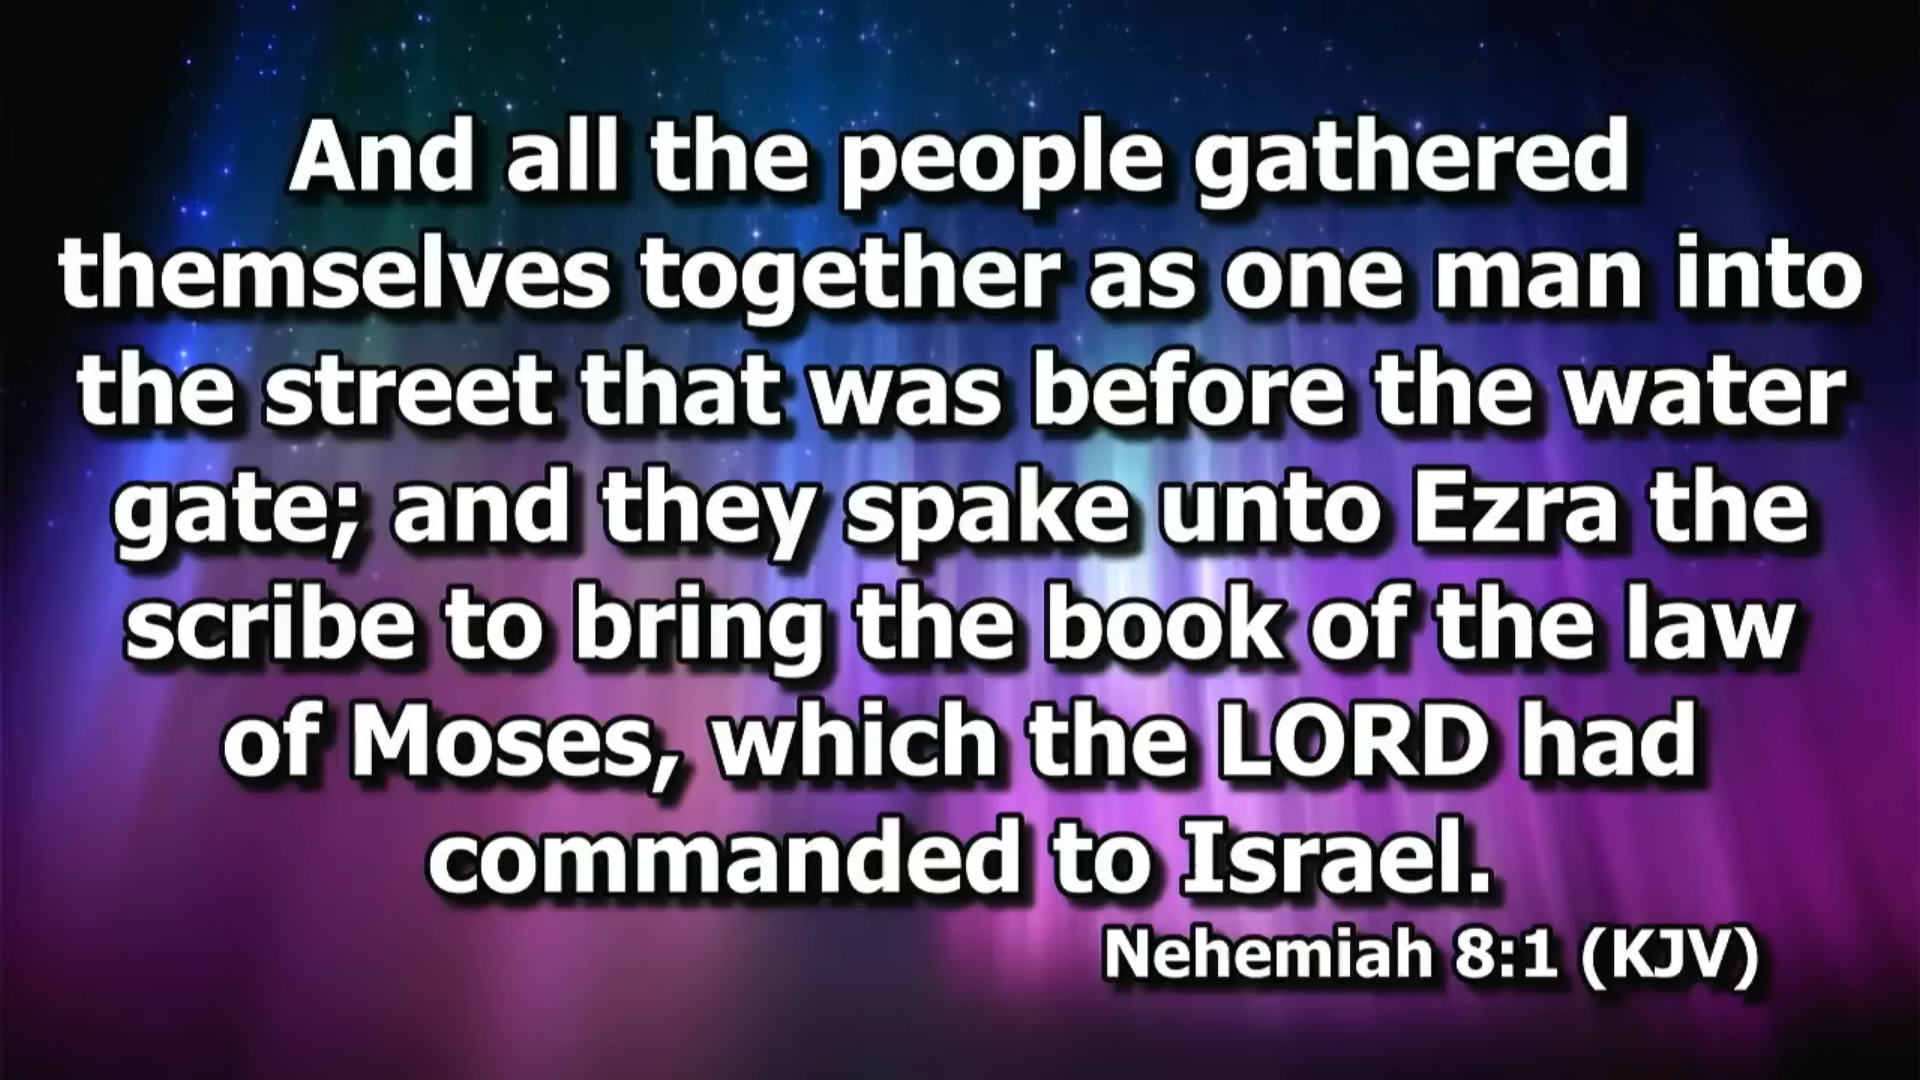 And all the people gathered
themselves together as one man into
the street that was before the water
gate; and they spake unto Ezra the
scribe to bring the book of the law
of Moses, which the LORD had
commanded to Israel.
Nehemiah 8:1 (KJV)